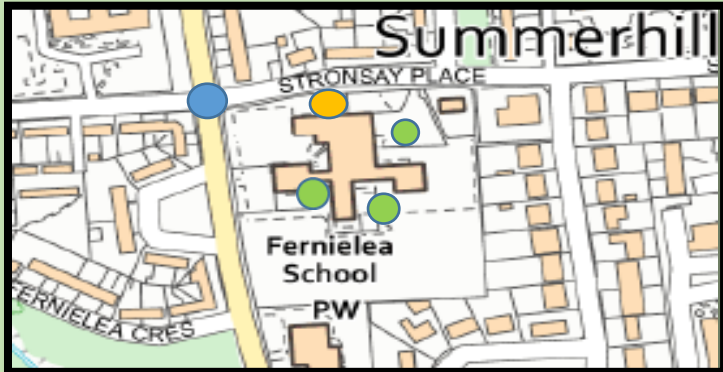 Summerhill
STRONSAY PLACE
Fernielea
School
PW
FERNIELEA CRES